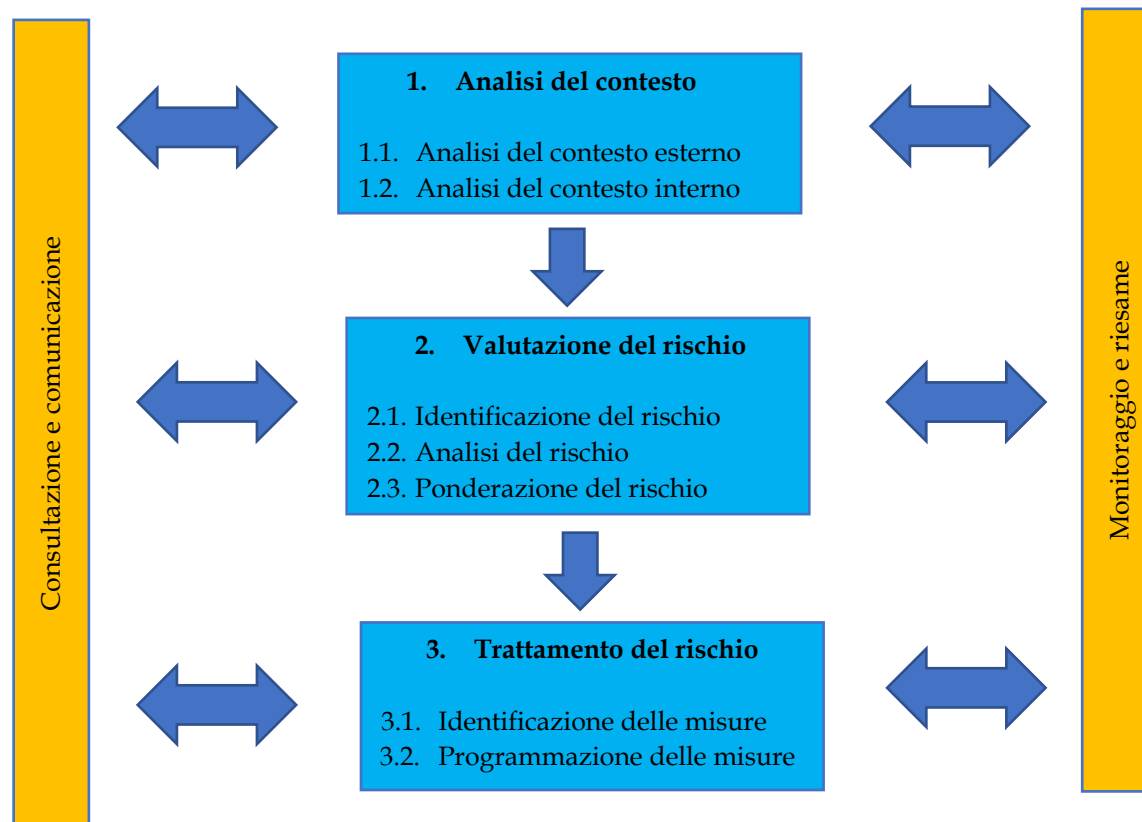 Consultazione e comunicazione
1. Analisi del contesto
1.1. Analisi del contesto esterno
1.2. Analisi del contesto interno
2. Valutazione del rischio
2.1. Identificazione del rischio
2.2. Analisi del rischio
2.3. Ponderazione del rischio
3. Trattamento del rischio
3.1. Identificazione delle misure
3.2. Programmazione delle misure
Monitoraggio e riesame